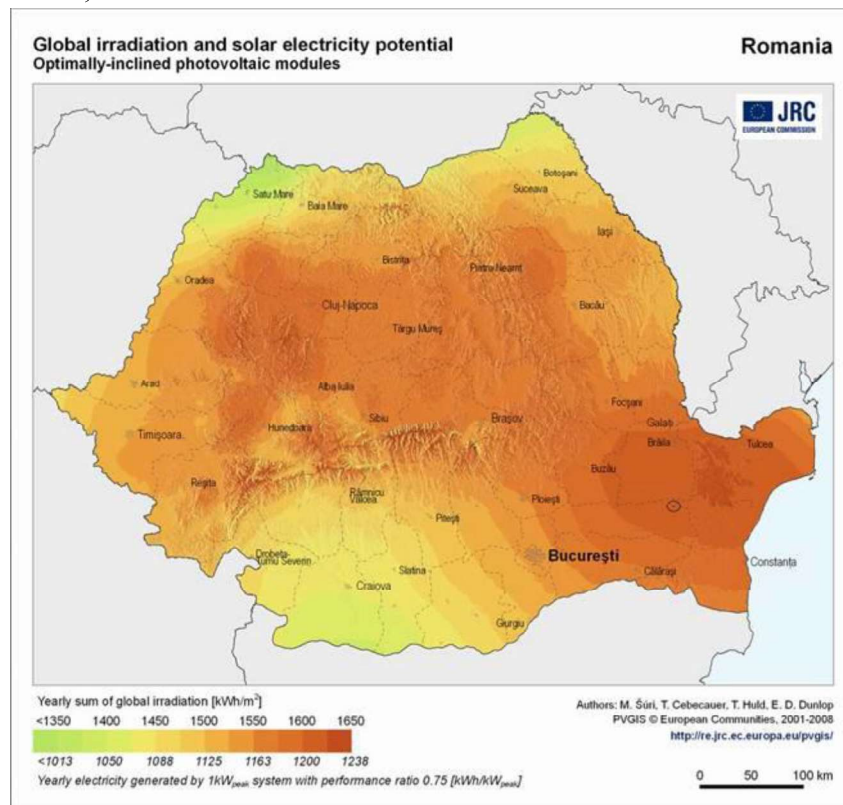 Global irradiation and solar electricity potential
Optimally-inclined photovoltaic modules
Romania
JRC
EUROPEAN COMMISSION
Botoşani
Suceava
Satu Mare
Baia Mare
Iaşi
Bistriţa
Piatra Neamt
Oradea
Cluj-Napoca
Bacău
Târgu Mureş
Arad
Alba Iulia
Focşani
Sibiu
Braşov
Galati
Hunedoara
Timişoara
Brăila
Tulcea
Buzău
Reşita
Râmnicu
Valcea
Ploieşti
Piteşti
Bucureşti
Drobeta-
Turnu Severin
Constanţa
Slatina
Călăraşi
Craiova
Giurgiu
Yearly sum of global irradiation [kWh/m²]
<1350 1400 1450 1500 1550 1600 1650
<1013 1050 1088 1125 1163 1200 1238
Yearly electricity generated by 1kWpeak system with performance ratio 0.75 [kWh/kWpeak]
Authors: M. Šúri, T. Cebecauer, T. Huld, E. D. Dunlop
PVGIS © European Communities, 2001-2008
http://re.jrc.ec.europa.eu/pvgis/
0 50 100 km